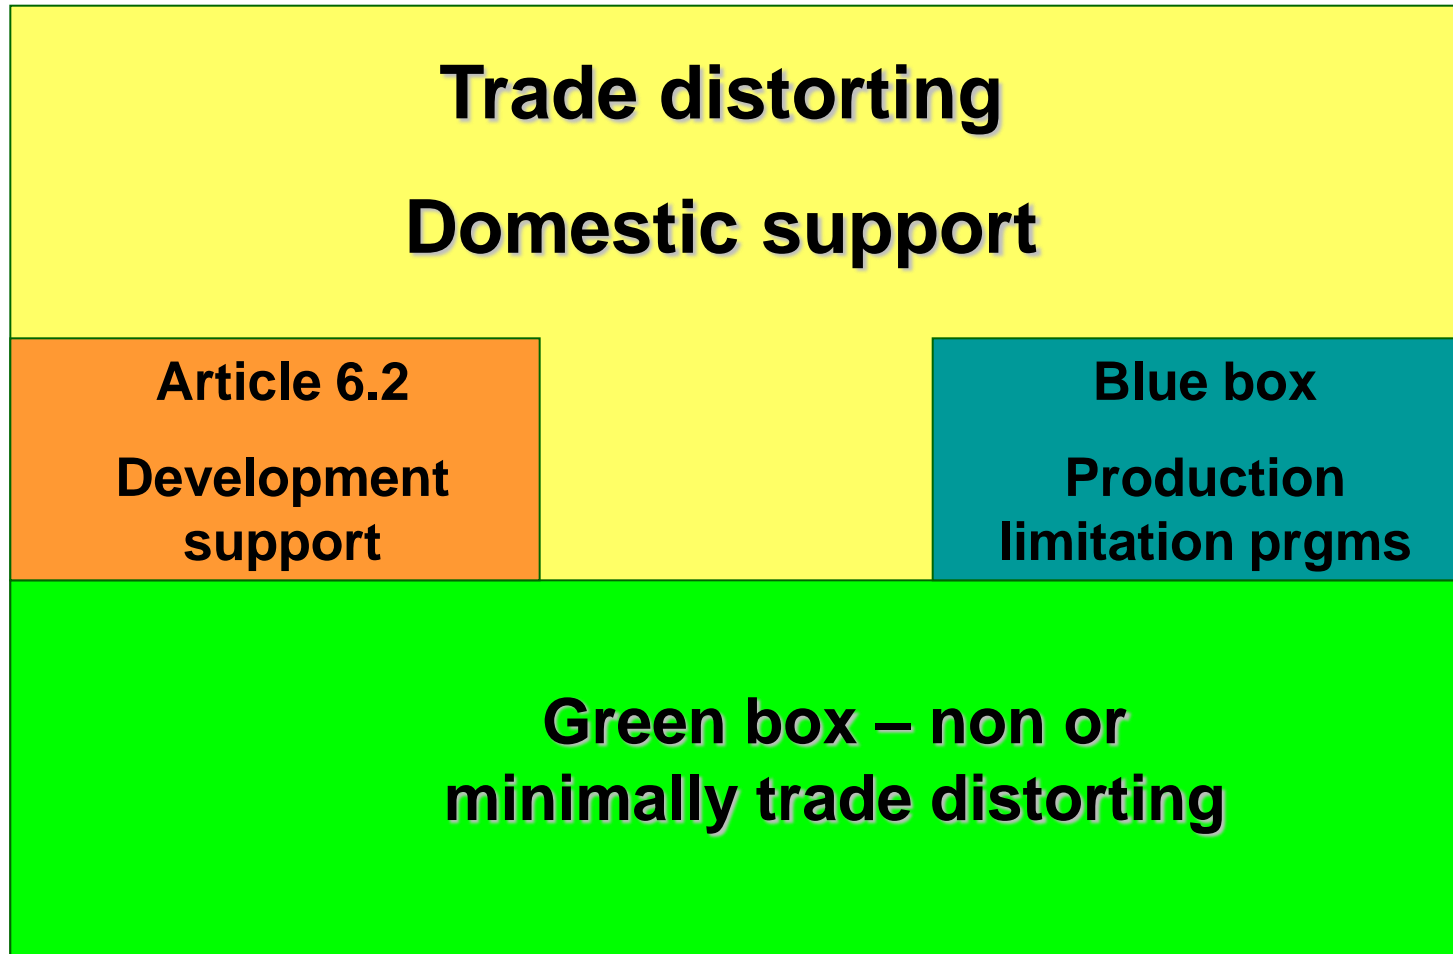 Trade distorting
Domestic support
Article 6.2
Development
support
Blue box
Production
limitation prgms
Green box – non or
minimally trade distorting